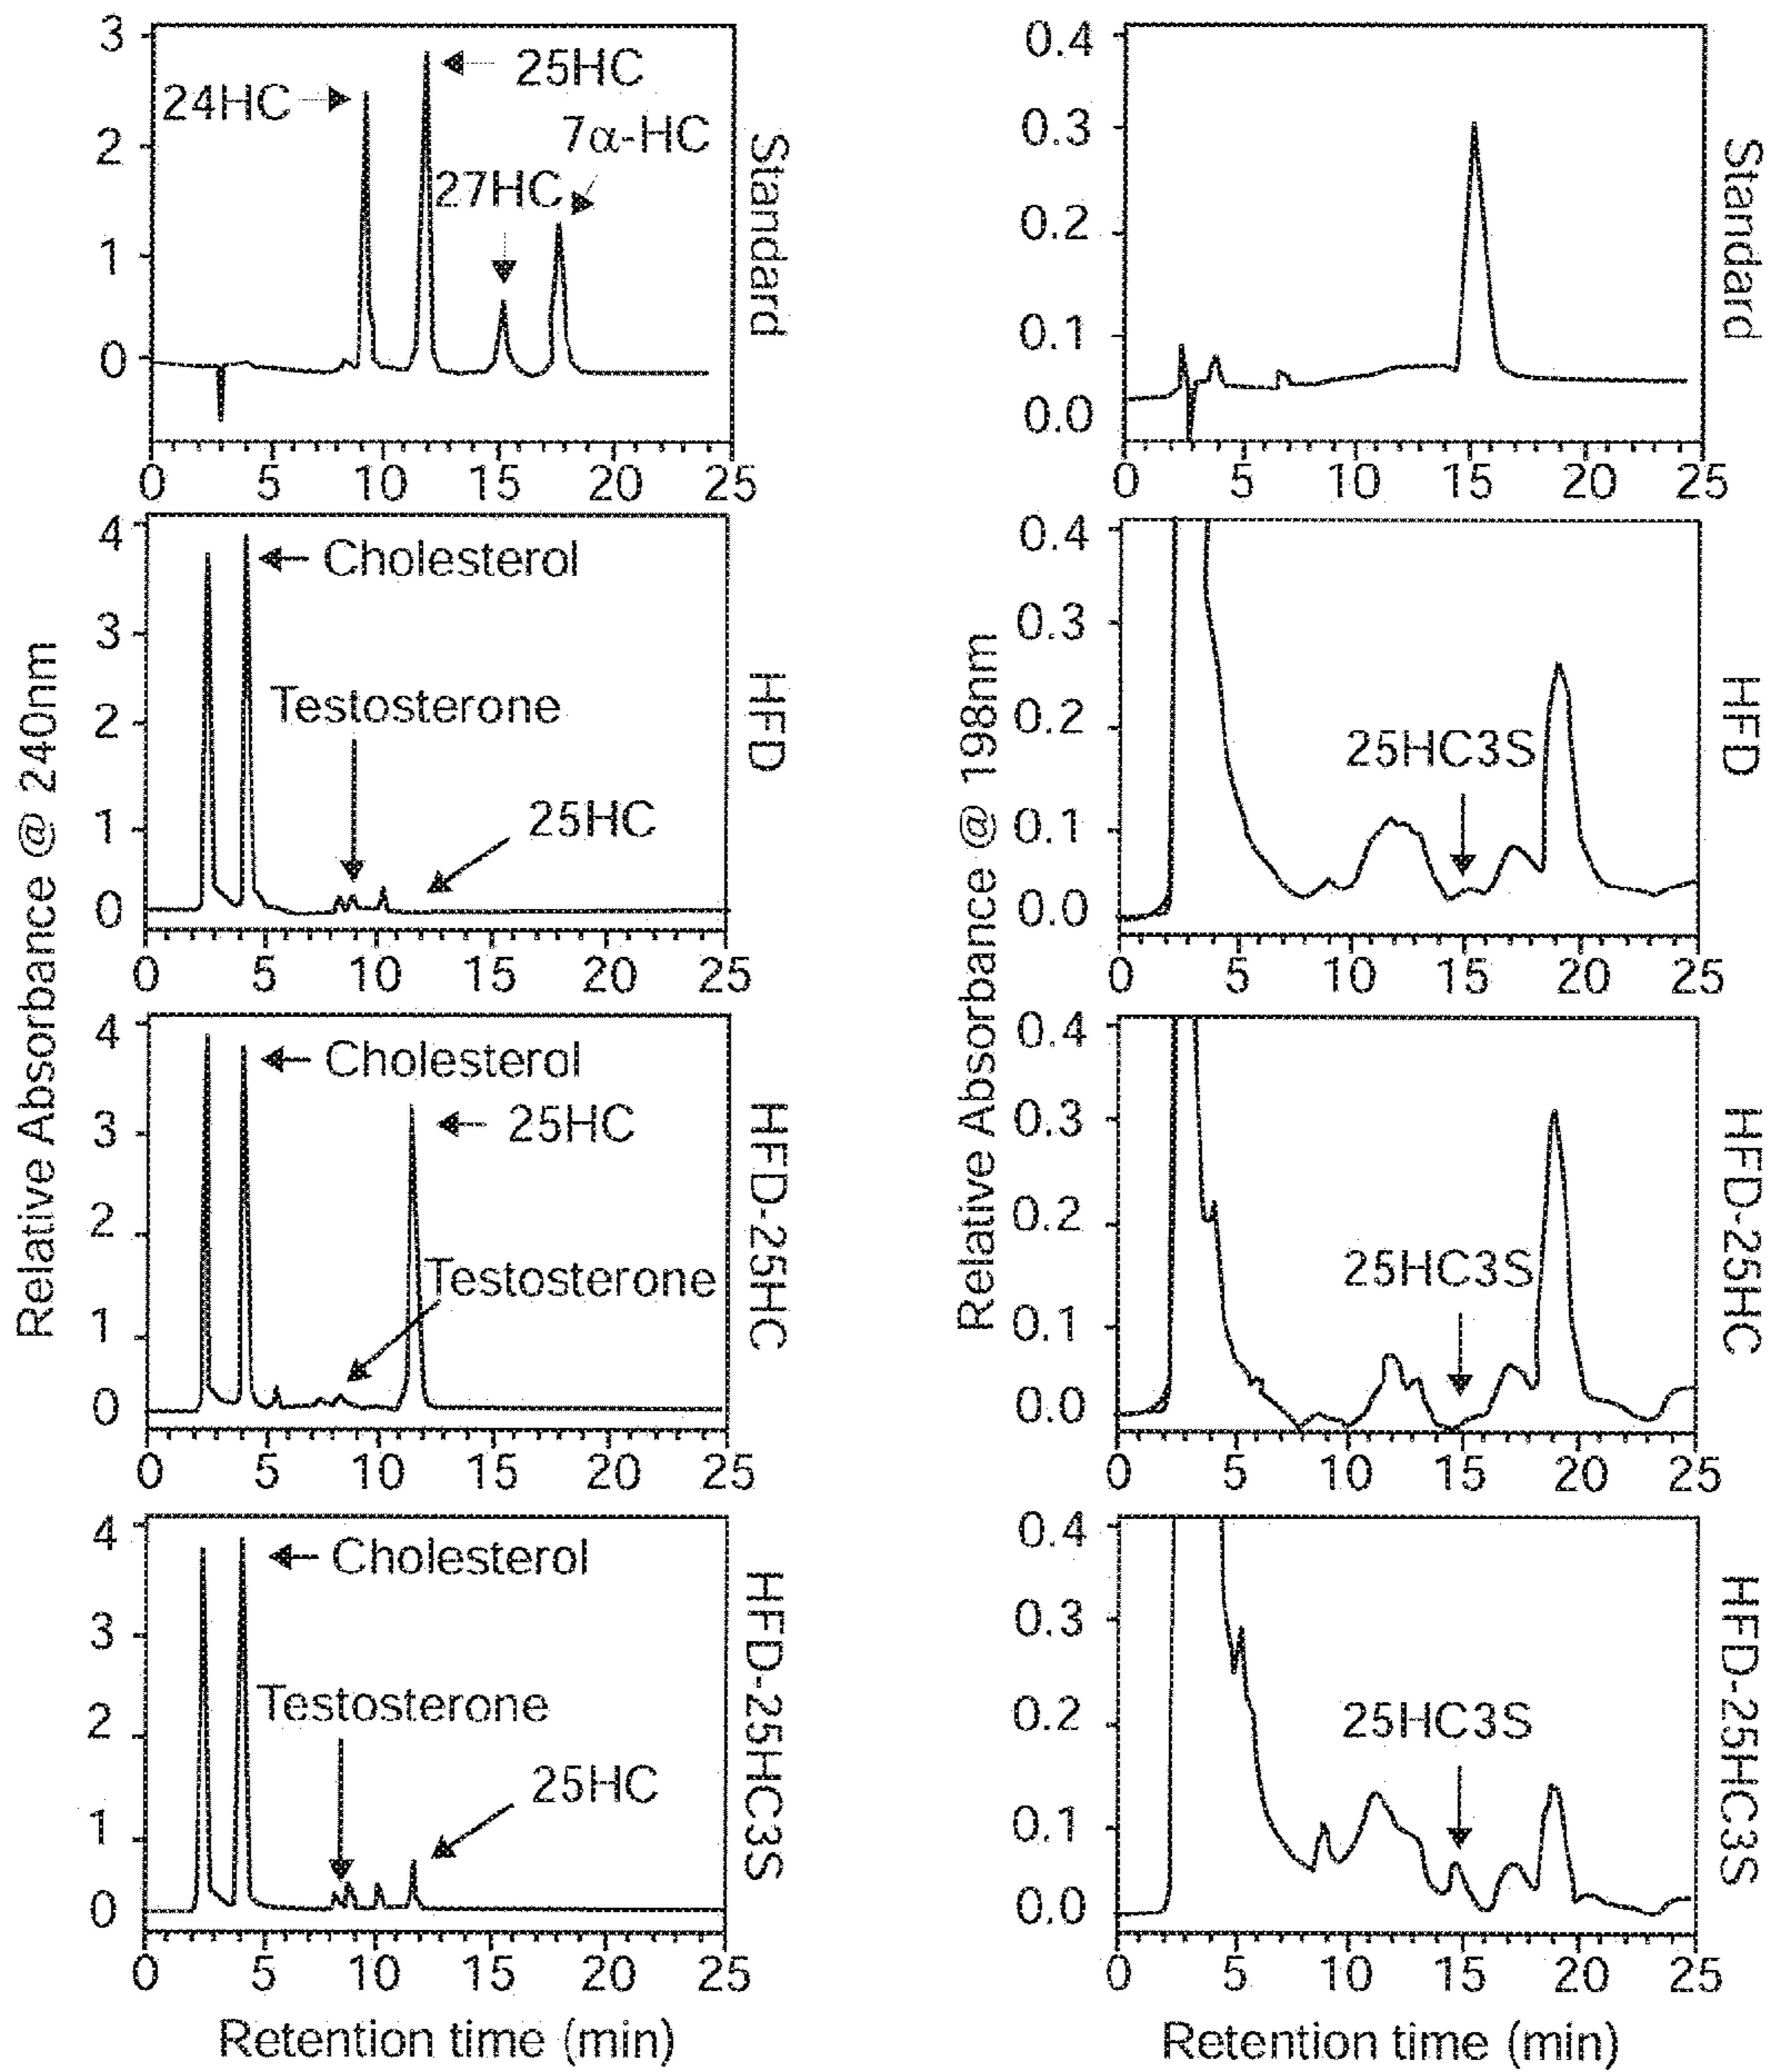 Relative Absorbance @ 240nm
3
2
1
0
24HC
25HC
7α-HC
27HC
Standard
0 5 10 15 20 25
4
3
2
1
0
Cholesterol
Testosterone
25HC
HFD
0 5 10 15 20 25
4
3
2
1
0
Cholesterol
25HC
Testosterone
HFD-25HC
0 5 10 15 20 25
4
3
2
1
0
Cholesterol
Testosterone
25HC
HFD-25HC3S
0 5 10 15 20 25
Retention time (min)
Relative Absorbance @ 198nm
0.4
0.3
0.2
0.1
0.0
Standard
0 5 10 15 20 25
0.4
0.3
0.2
0.1
0.0
25HC3S
HFD
0 5 10 15 20 25
0.4
0.3
0.2
0.1
0.0
25HC3S
HFD-25HC
0 5 10 15 20 25
0.4
0.3
0.2
0.1
0.0
25HC3S
HFD-25HC3S
0 5 10 15 20 25
Retention time (min)